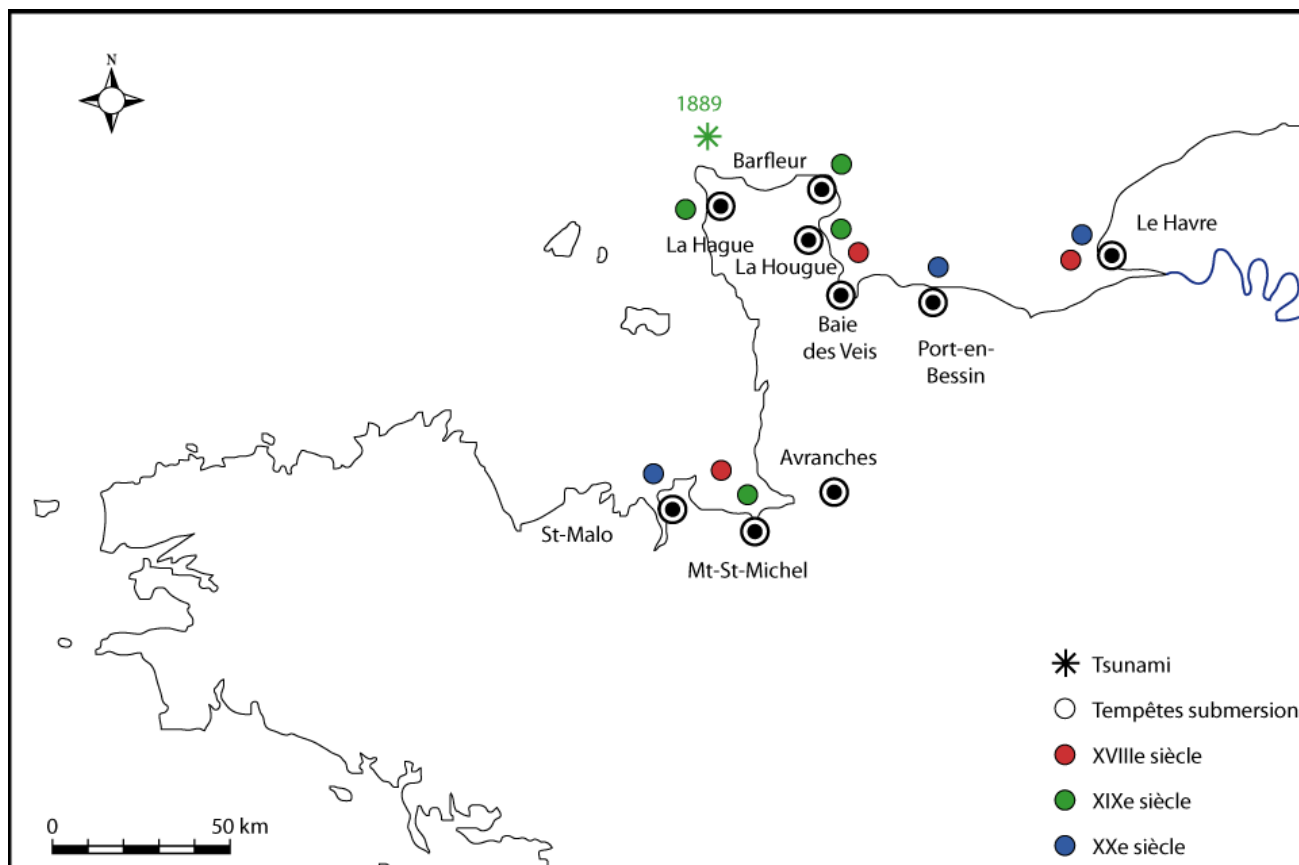 N
1889
Barfleur
La Hague
La Hougue
Le Havre
Baie
des Veis
Port-en-
Bessin
Avranches
St-Malo
Mt-St-Michel
Tsunami
Tempêtes submersion
XVIIIe siècle
XIXe siècle
XXe siècle
0 50 km